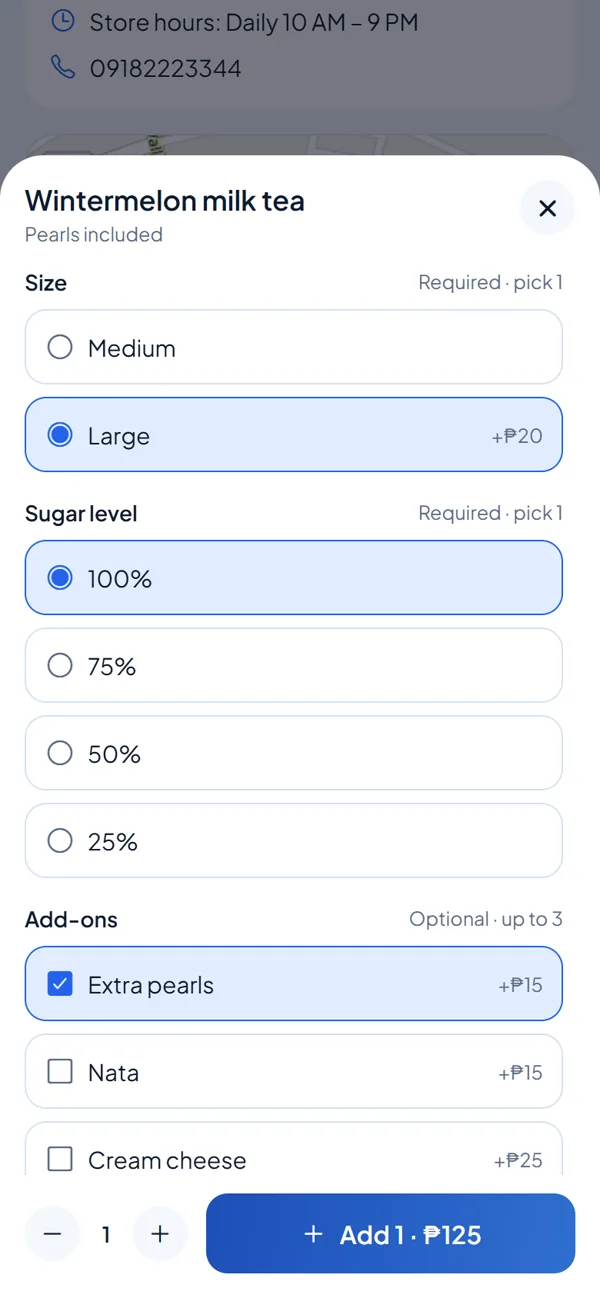 Store hours: Daily 10 AM – 9 PM
09182223344
Wintermelon milk tea
Pearls included
Size
Required · pick 1
Medium
Large
+₱20
Sugar level
Required · pick 1
100%
75%
50%
25%
Add-ons
Optional · up to 3
Extra pearls
+₱15
Nata
+₱15
Cream cheese
+₱25
1
Add 1 · ₱125